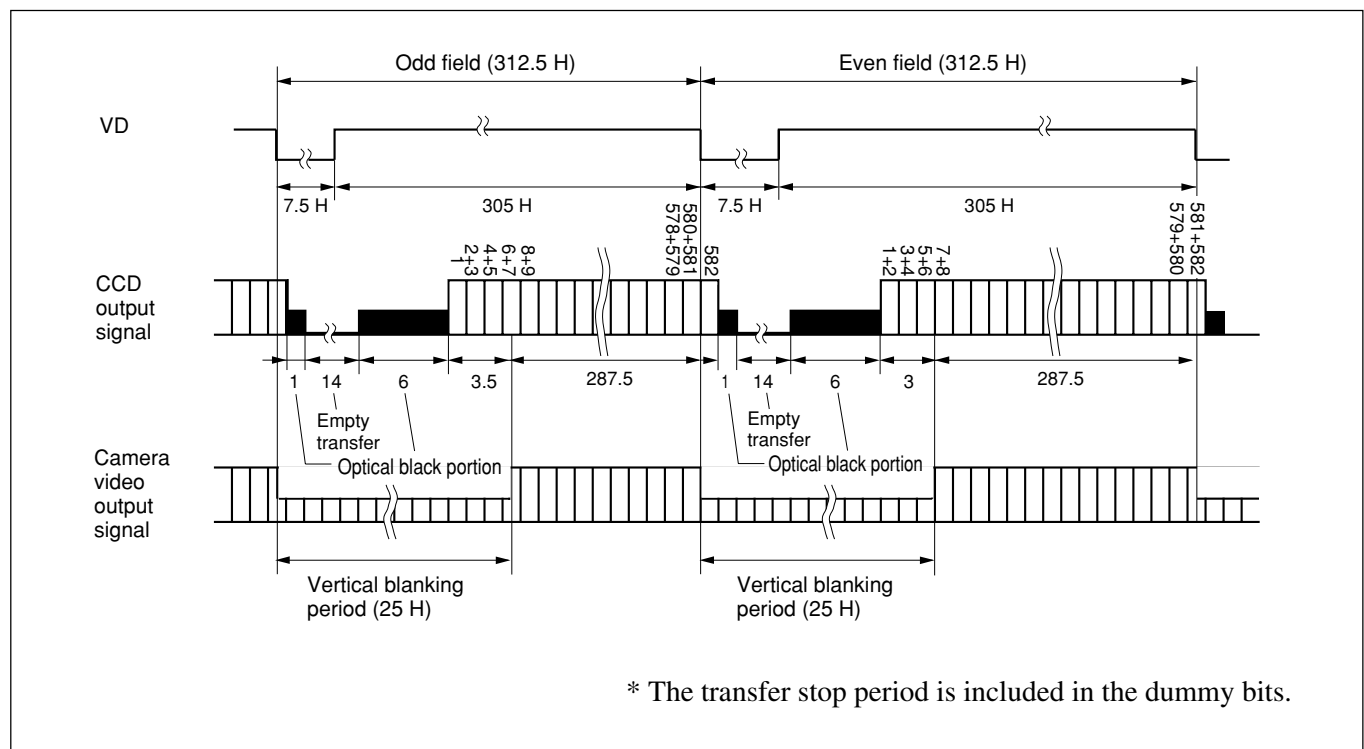 Odd field (312.5 H)
Even field (312.5 H)
VD
7.5 H
305 H
7.5 H
305 H
CCD
output
signal
1
2+3
4+5
6+7
8+9
578+579
580+581
582
1+2
3+4
5+6
7+8
579+580
581+582
1
14
6
3.5
287.5
1
14
6
3
287.5
Empty
transfer
Optical black portion
Empty
transfer
Optical black portion
Camera
video
output
signal
Vertical blanking
period (25 H)
Vertical blanking
period (25 H)
* The transfer stop period is included in the dummy bits.